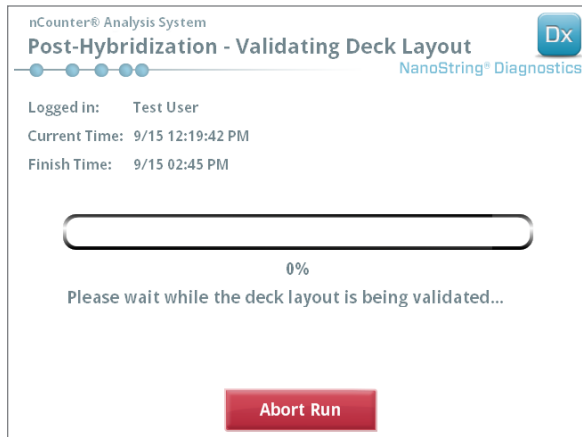 nCounter® Analysis System
Post-Hybridization - Validating Deck Layout
Dx
NanoString® Diagnostics
Logged in: Test User
Current Time: 9/15 12:19:42 PM
Finish Time: 9/15 02:45 PM
0%
Please wait while the deck layout is being validated...
Abort Run